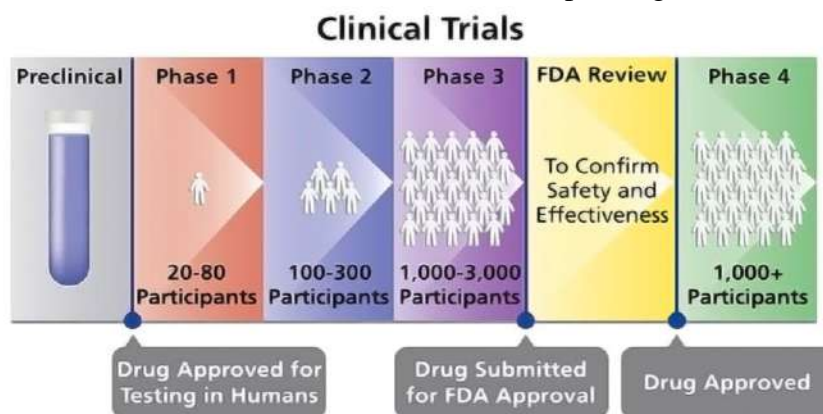 Clinical Trials
Preclinical
Phase 1
Phase 2
Phase 3
FDA Review
Phase 4
To Confirm
Safety and
Effectiveness
20-80
Participants
100-300
Participants
1,000-3,000
Participants
1,000+
Participants
Drug Approved for
Testing in Humans
Drug Submitted
for FDA Approval
Drug Approved